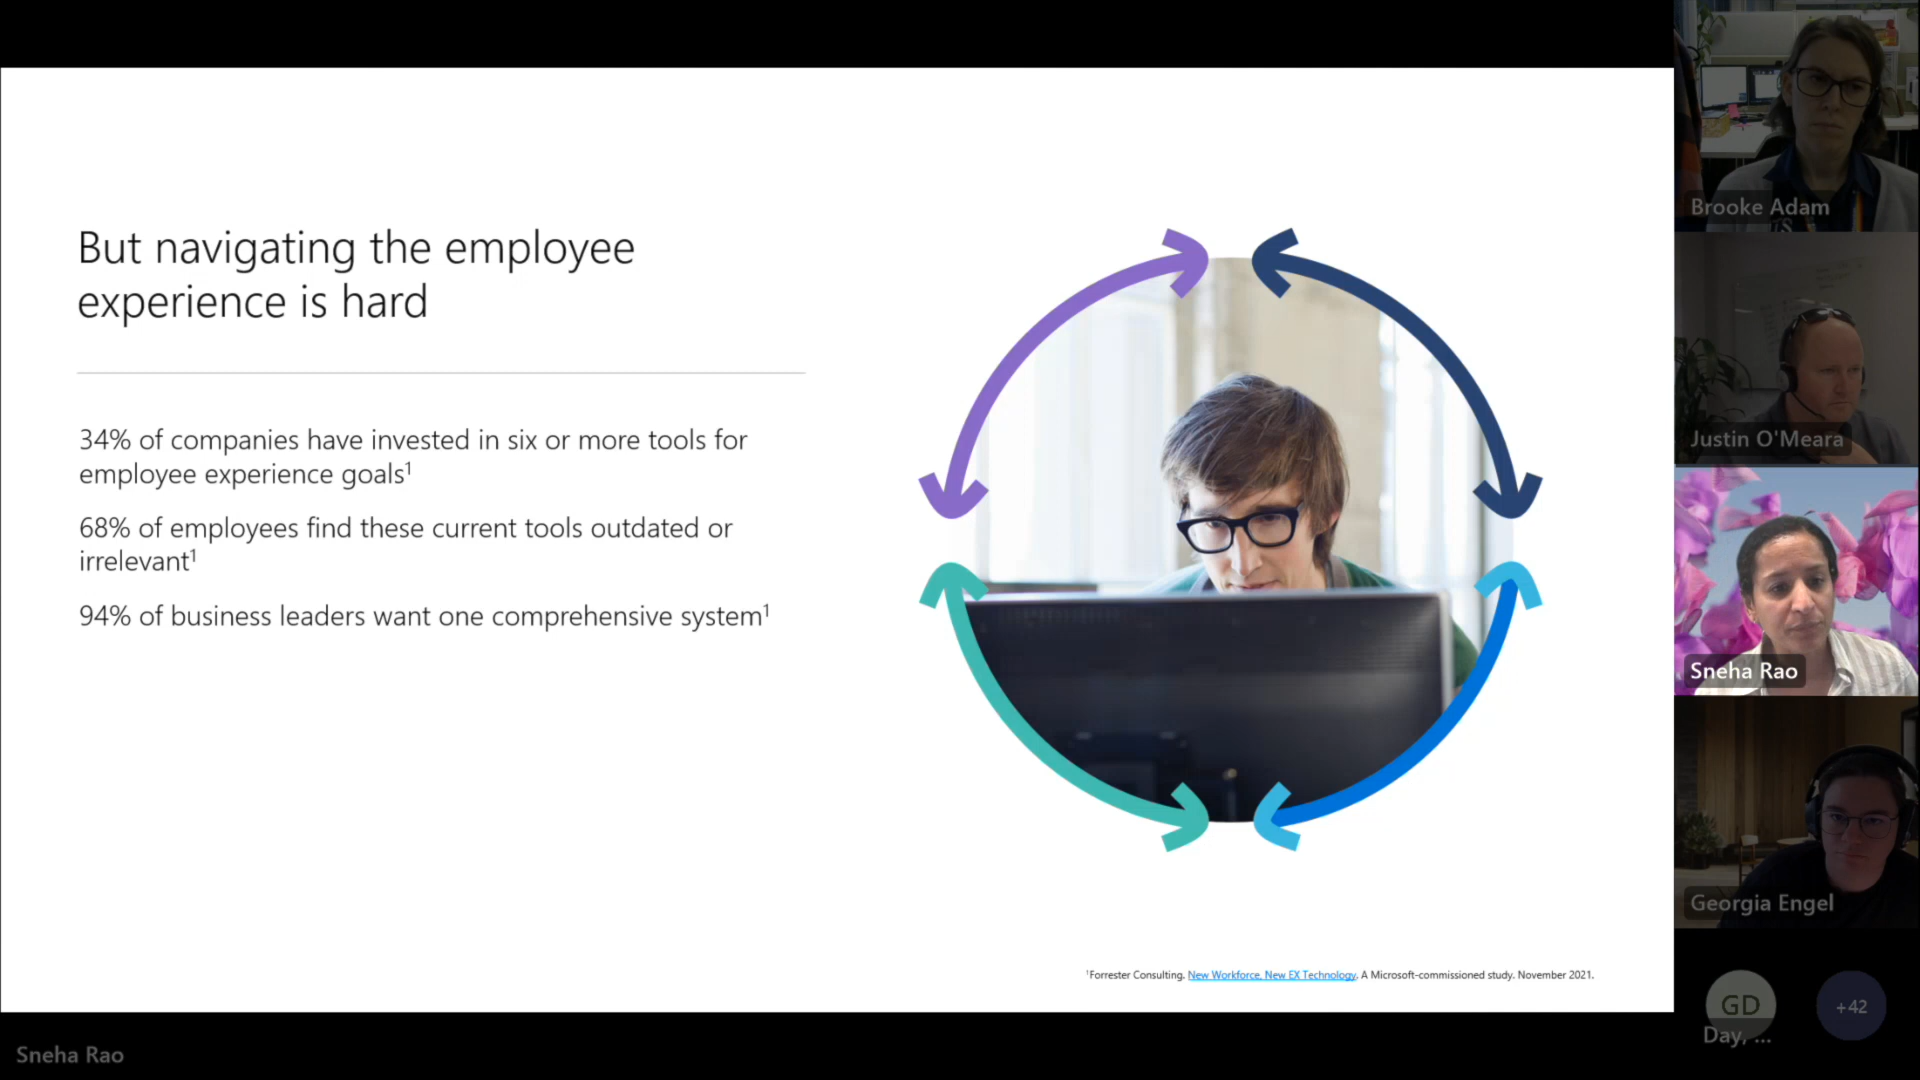 But navigating the employee
experience is hard
34% of companies have invested in six or more tools for
employee experience goals¹
68% of employees find these current tools outdated or
irrelevant¹
94% of business leaders want one comprehensive system¹
¹Forrester Consulting. New Workforce, New EX Technology. A Microsoft-commissioned study. November 2021.
Brooke Adam
Justin O'Meara
Sneha Rao
Georgia Engel
GD
Day, ...
+42
Sneha Rao